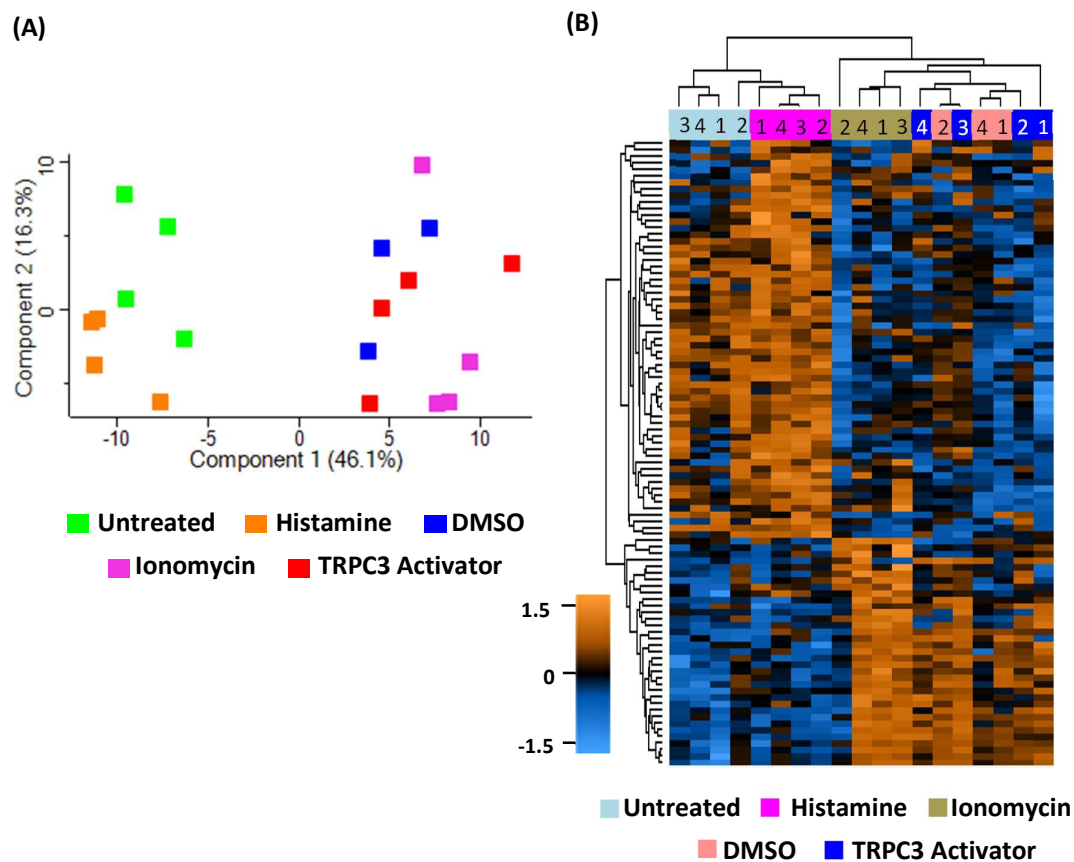 (A)
10
0
Component 2 (16.3%)
-10 -5 0 5 10
Component 1 (46.1%)
Untreated Histamine DMSO
Ionomycin TRPC3 Activator
(B)
3 4 1 2 1 4 3 2 2 4 1 3 4 2 3 4 1 2 1
1.5
0
-1.5
Untreated Histamine Ionomycin
DMSO TRPC3 Activator